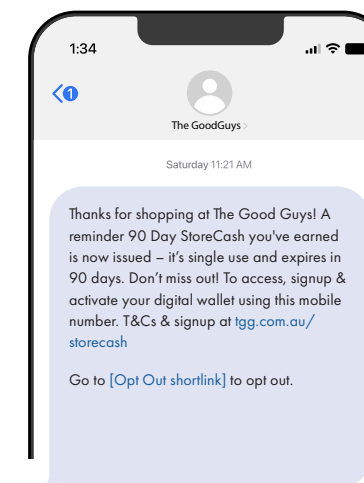 1:34
1
The GoodGuys
Saturday 11:21 AM
Thanks for shopping at The Good Guys! A
reminder 90 Day StoreCash you've earned
is now issued – it's single use and expires in
90 days. Don't miss out! To access, signup &
activate your digital wallet using this mobile
number. T&Cs & signup at tgg.com.au/
storecash
Go to [Opt Out shortlink] to opt out.